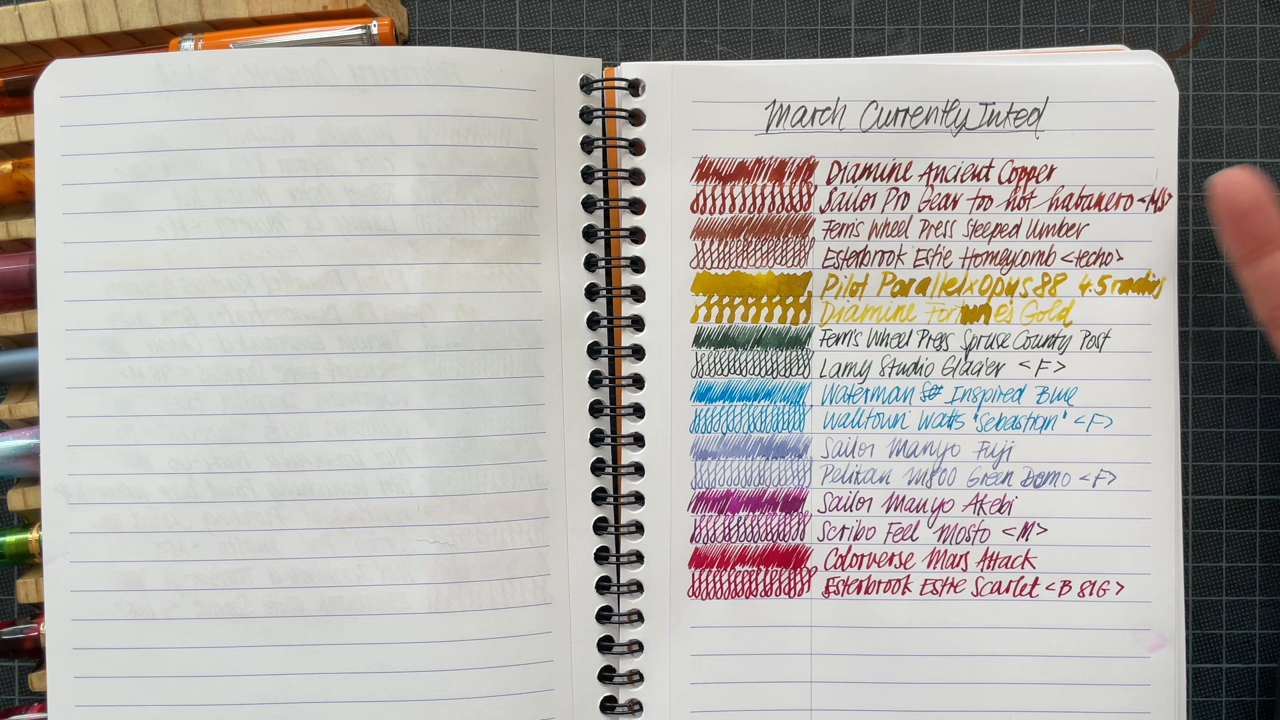 March Currently Inked
Diamine Ancient Copper
Sailor Pro Gear too hot habanero <MS>
Ferris Wheel Press Steeped Umber
Esterbrook Estie Honeycomb <techo>
Pilot Parallel x Opus 88 4.5 radius
Diamine Fortune's Gold
Ferris Wheel Press Spruce County Post
Lamy Studio Glacier <F>
Waterman Inspired Blue
Walltown Watts "Sebastian" <F>
Sailor Manyo Fuji
Pelikan M800 Green Demo <F>
Sailor Manyo Akebi
Scribo Feel Mosto <M>
Colorverse Mars Attack
Esterbrook Estie Scarlet <B SIG>